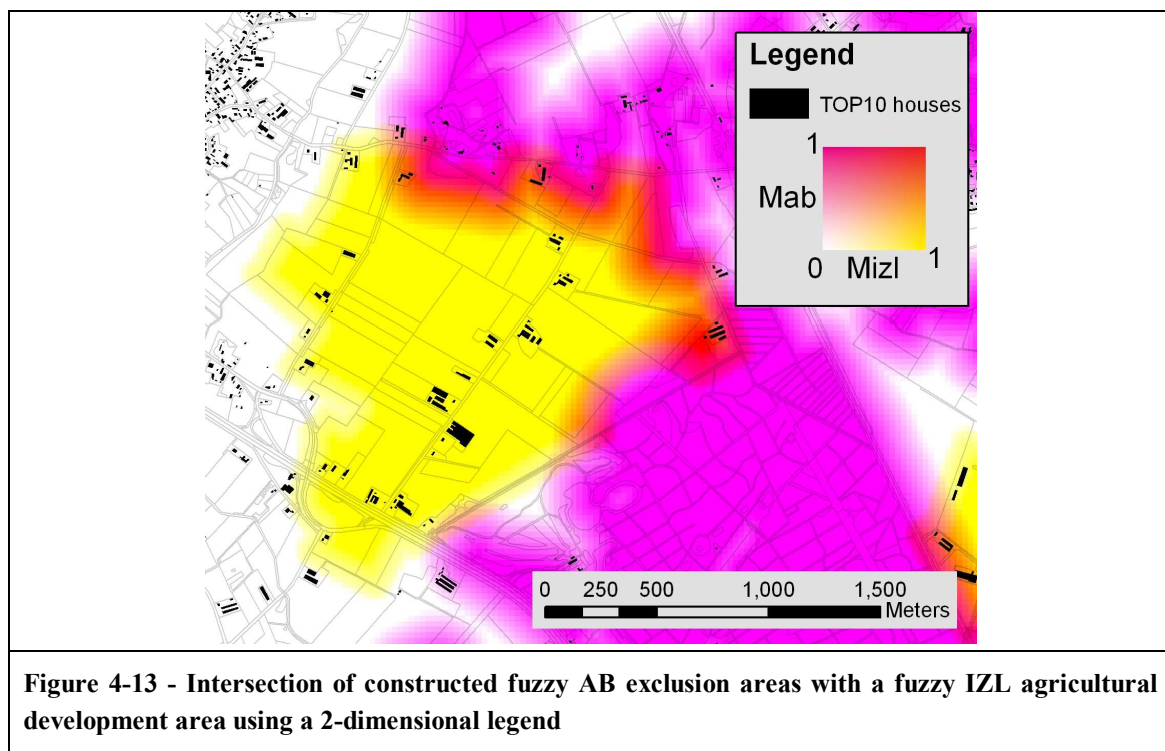 Legend
TOP10 houses
1
Mab
0 Mizl 1
0 250 500 1,000 1,500
Meters
Figure 4-13 - Intersection of constructed fuzzy AB exclusion areas with a fuzzy IZL agricultural
development area using a 2-dimensional legend